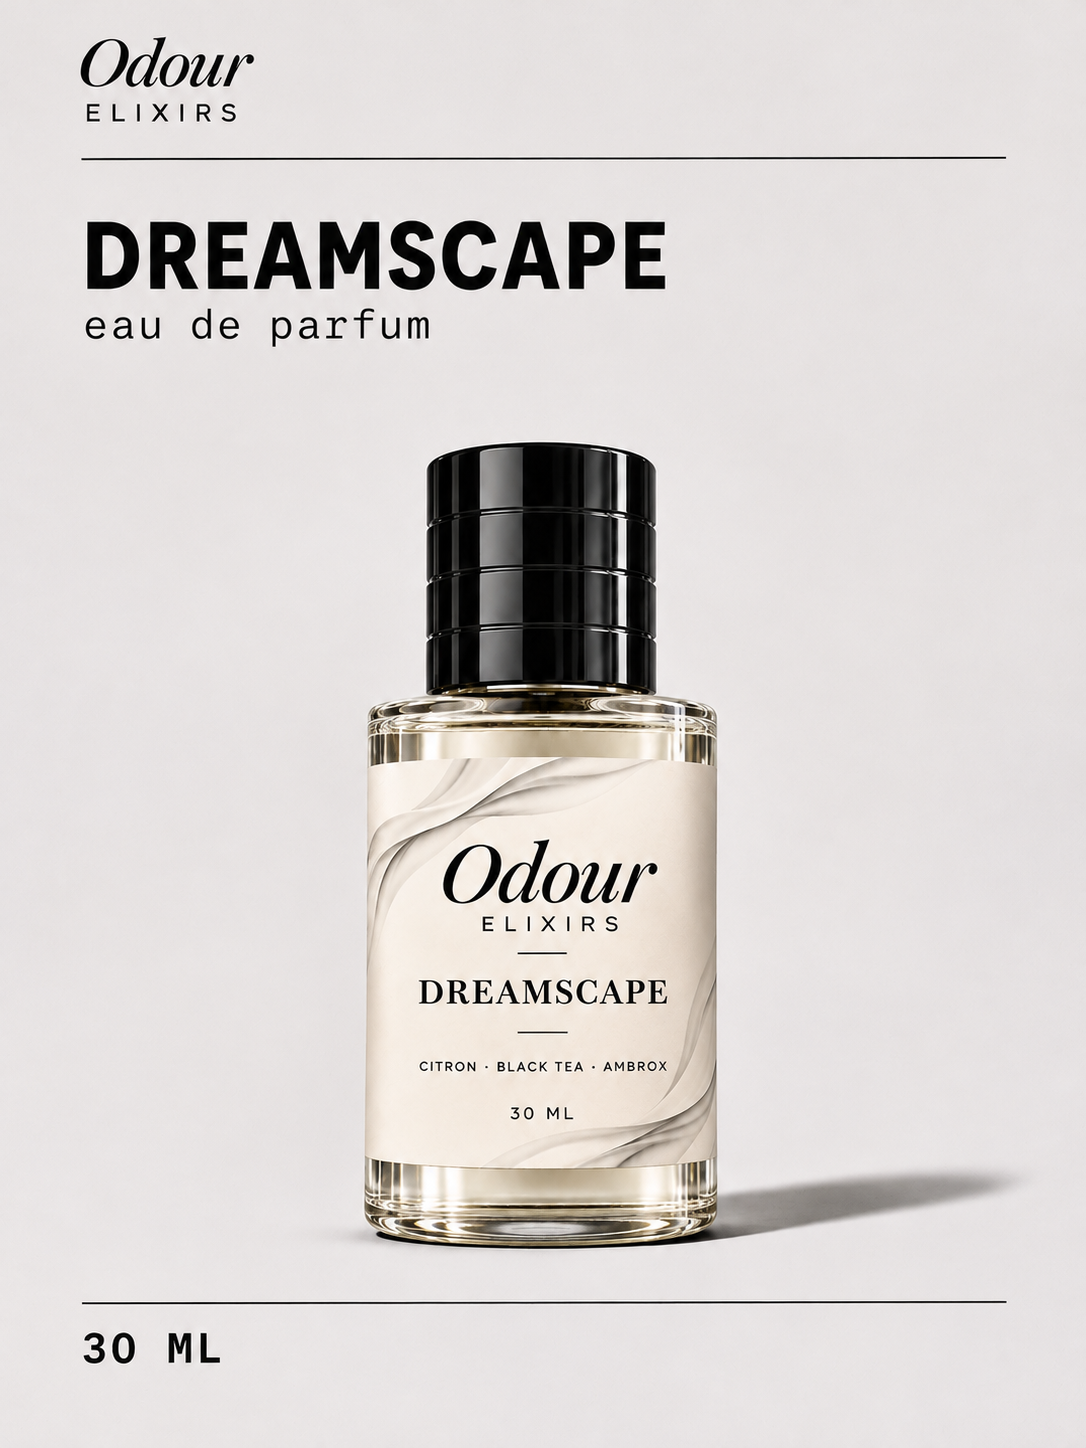 Odour
ELIXIRS
DREAMSCAPE
eau de parfum
Odour
ELIXIRS
DREAMSCAPE
CITRON · BLACK TEA · AMBROX
30 ML
30 ML